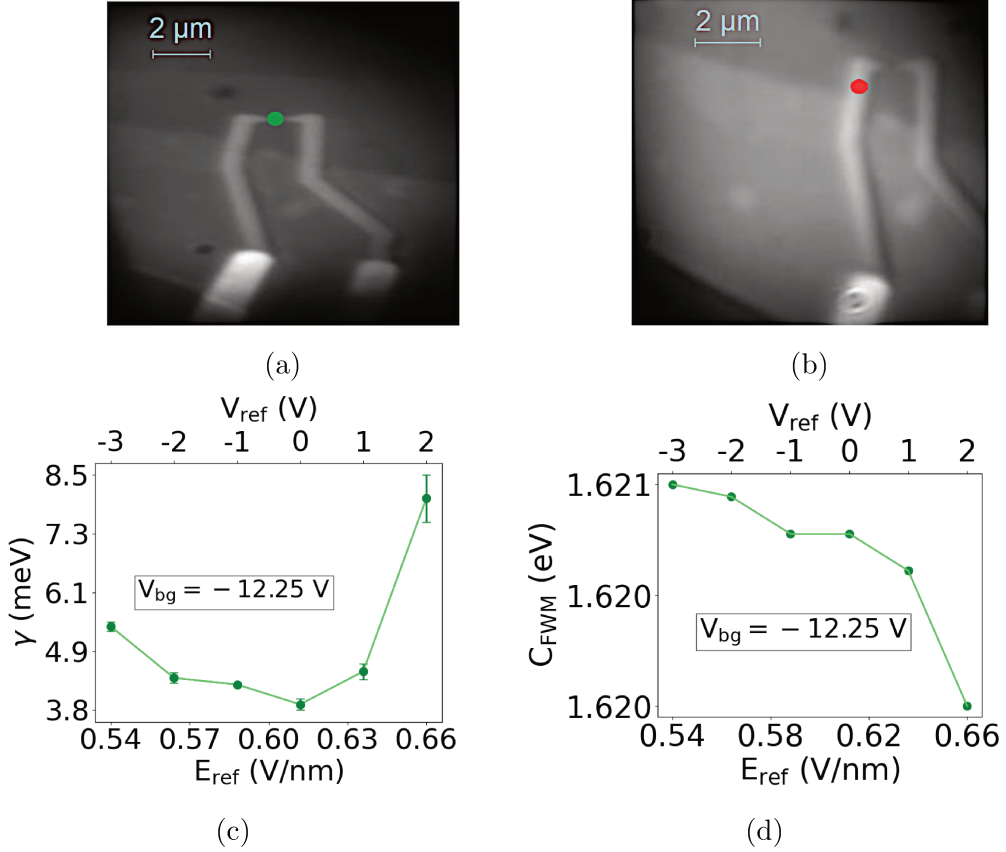 2 µm
2 µm
(a)
(b)
V_ref (V)
-3 -2 -1 0 1 2
8.5
7.3
6.1
4.9
3.8
γ (meV)
V_bg = − 12.25 V
0.54 0.57 0.60 0.63 0.66
E_ref (V/nm)
(c)
V_ref (V)
-3 -2 -1 0 1 2
1.621
1.620
1.620
C_FWM (eV)
V_bg = − 12.25 V
0.54 0.58 0.62 0.66
E_ref (V/nm)
(d)